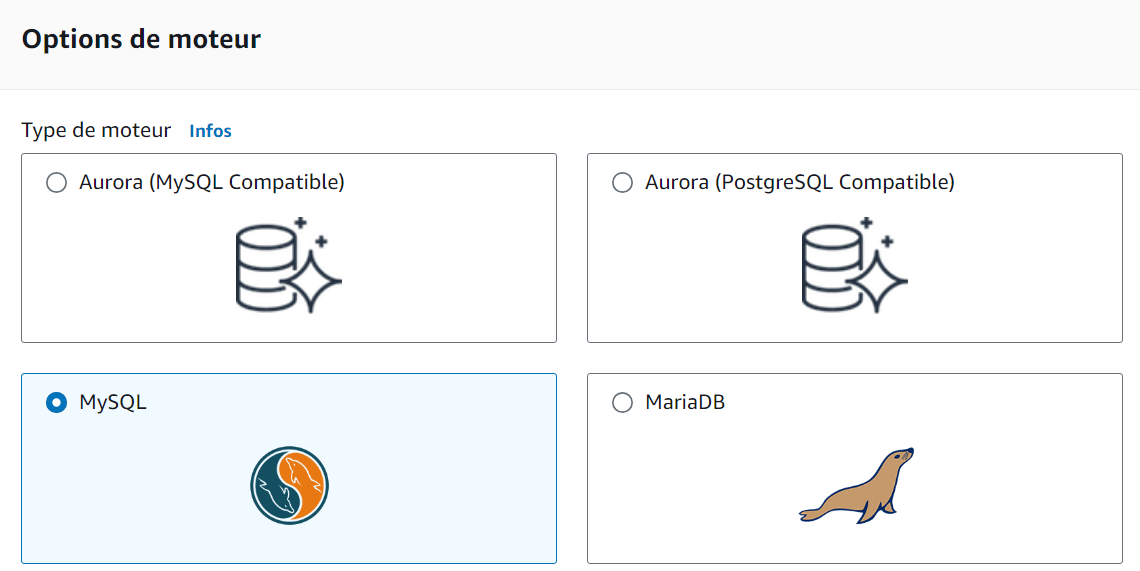 Options de moteur
Type de moteur Infos
Aurora (MySQL Compatible)
Aurora (PostgreSQL Compatible)
MySQL
MariaDB